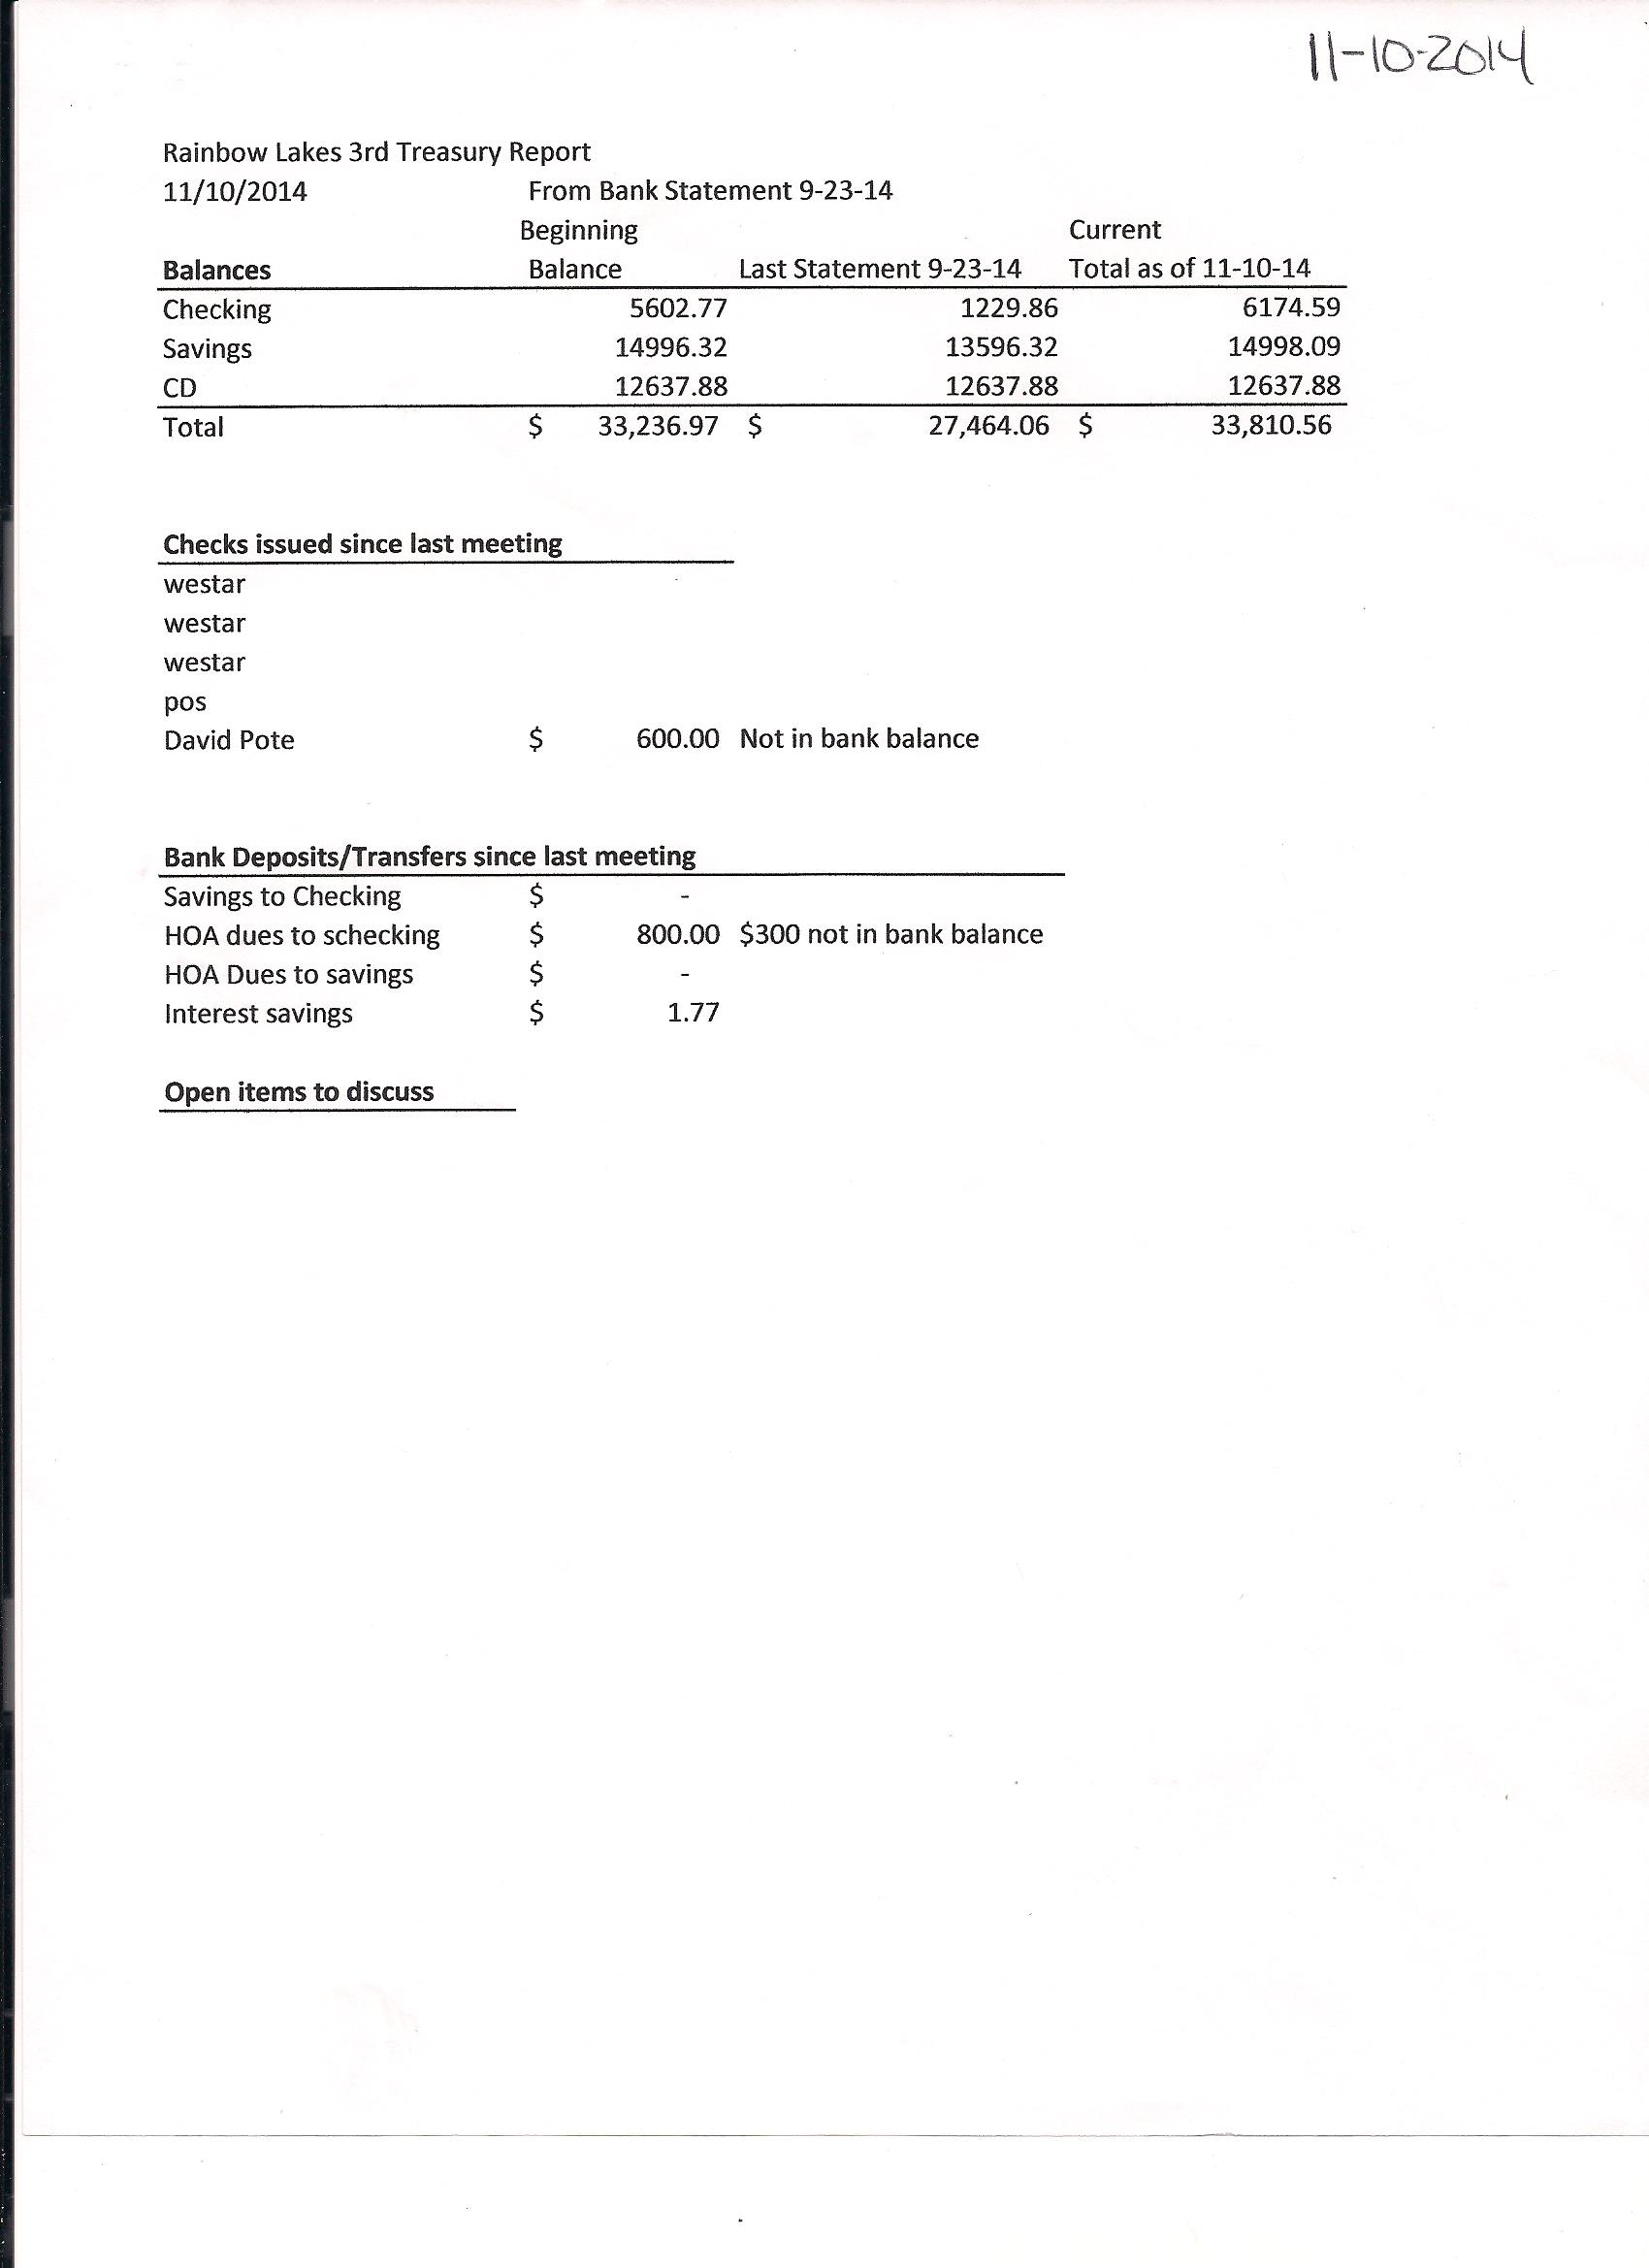 11-10-2014
Rainbow Lakes 3rd Treasury Report
11/10/2014 From Bank Statement 9-23-14
Beginning Current
Balances Balance Last Statement 9-23-14 Total as of 11-10-14
Checking 5602.77 1229.86 6174.59
Savings 14996.32 13596.32 14998.09
CD 12637.88 12637.88 12637.88
Total $ 33,236.97 $ 27,464.06 $ 33,810.56
Checks issued since last meeting
westar
westar
westar
pos
David Pote $ 600.00 Not in bank balance
Bank Deposits/Transfers since last meeting
Savings to Checking $ -
HOA dues to schecking $ 800.00 $300 not in bank balance
HOA Dues to savings $ -
Interest savings $ 1.77
Open items to discuss